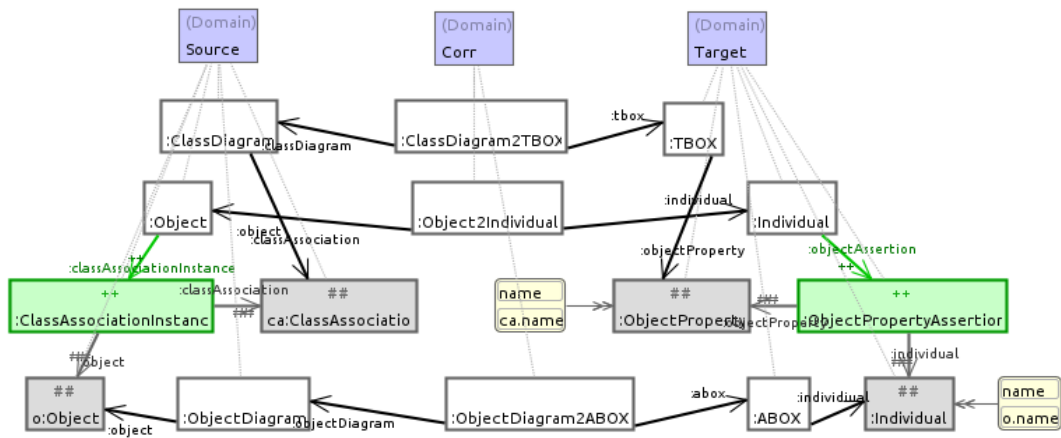 (Domain)
Source
(Domain)
Corr
(Domain)
Target
:ClassDiagram
:classDiagram
:ClassDiagram2TBOX
:tbox
:TBOX
:Object
:object
:classAssociation
:Object2Individual
:individual
:Individual
:objectProperty
:objectAssertion
++
++
:classAssociationInstance
++
:ClassAssociationInstanc
:classAssociation
##
##
ca:ClassAssociatio
name
ca.name
##
:ObjectProperty
##
:objectProperty
++
:ObjectPropertyAssertior
##
:object
:individual
##
##
o:Object
:object
:ObjectDiagram
:objectDiagram
:ObjectDiagram2ABOX
:abox
:ABOX
:individual
##
:Individual
name
o.name